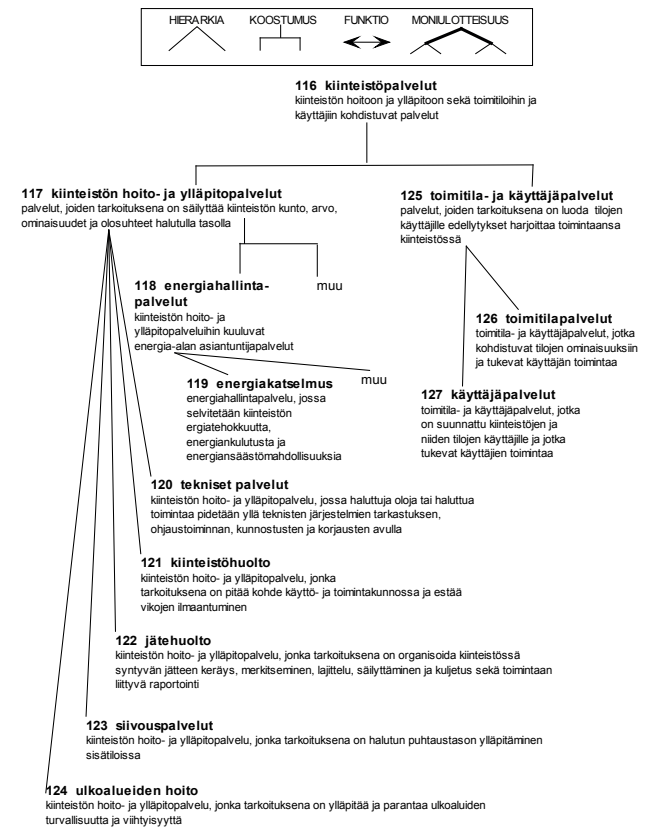 HIERARKIA KOOSTUMUS FUNKTIO MONIULOTTEISUUS
116 kiinteistöpalvelut
kiinteistön hoitoon ja ylläpitoon sekä toimitiloihin ja
käyttäjiin kohdistuvat palvelut
117 kiinteistön hoito- ja ylläpitopalvelut
palvelut, joiden tarkoituksena on säilyttää kiinteistön kunto, arvo,
ominaisuudet ja olosuhteet halutulla tasolla
125 toimitila- ja käyttäjäpalvelut
palvelut, joiden tarkoituksena on luoda tilojen
käyttäjille edellytykset harjoittaa toimintaansa
kiinteistössä
118 energiahallinta-
palvelut
kiinteistön hoito- ja
ylläpitopalveluihin kuuluvat
energia-alan asiantuntijapalvelut
muu
126 toimitilapalvelut
toimitila- ja käyttäjäpalvelut, jotka
kohdistuvat tilojen ominaisuuksiin
ja tukevat käyttäjän toimintaa
119 energiakatselmus
energiahallintapalvelu, jossa
selvitetään kiinteistön
ergiatehokkuutta,
energiankulutusta ja
energiansäästömahdollisuuksia
muu
127 käyttäjäpalvelut
toimitila- ja käyttäjäpalvelut, jotka
on suunnattu kiinteistöjen ja
niiden tilojen käyttäjille ja jotka
tukevat käyttäjien toimintaa
120 tekniset palvelut
kiinteistön hoito- ja ylläpitopalvelu, jossa haluttuja oloja tai haluttua
toimintaa pidetään yllä teknisten järjestelmien tarkastuksen,
ohjaustoiminnan, kunnostusten ja korjausten avulla
121 kiinteistöhuolto
kiinteistön hoito- ja ylläpitopalvelu, jonka
tarkoituksena on pitää kohde käyttö- ja toimintakunnossa ja estää
vikojen ilmaantuminen
122 jätehuolto
kiinteistön hoito- ja ylläpitopalvelu, jonka tarkoituksena on organisoida kiinteistössä
syntyvän jätteen keräys, merkitseminen, lajittelu, säilyttäminen ja kuljetus sekä toimintaan
liittyvä raportointi
123 siivouspalvelut
kiinteistön hoito- ja ylläpitopalvelu, jonka tarkoituksena on halutun puhtaustason ylläpitäminen
sisätiloissa
124 ulkoalueiden hoito
kiinteistön hoito- ja ylläpitopalvelu, jonka tarkoituksena on ylläpitää ja parantaa ulkoaluiden
turvallisuutta ja viihtyisyyttä